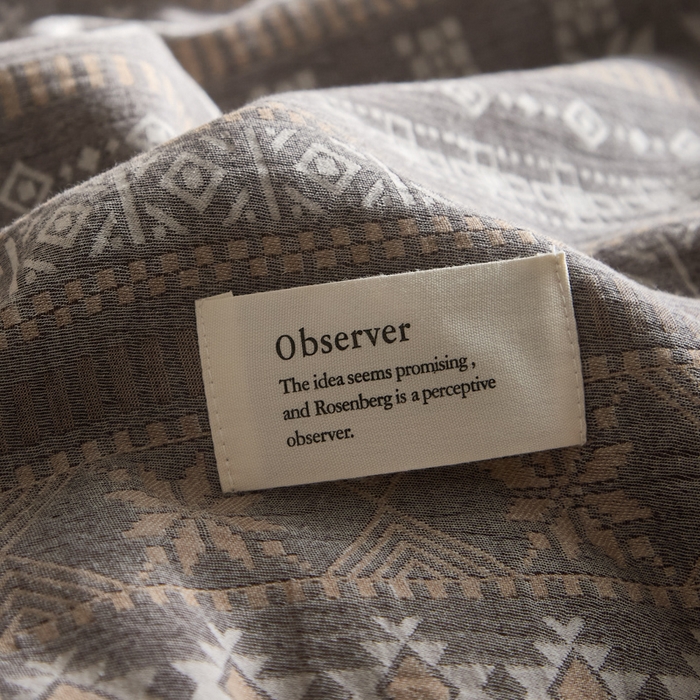 Observer
The idea seems promising,
and Rosenberg is a perceptive
observer.